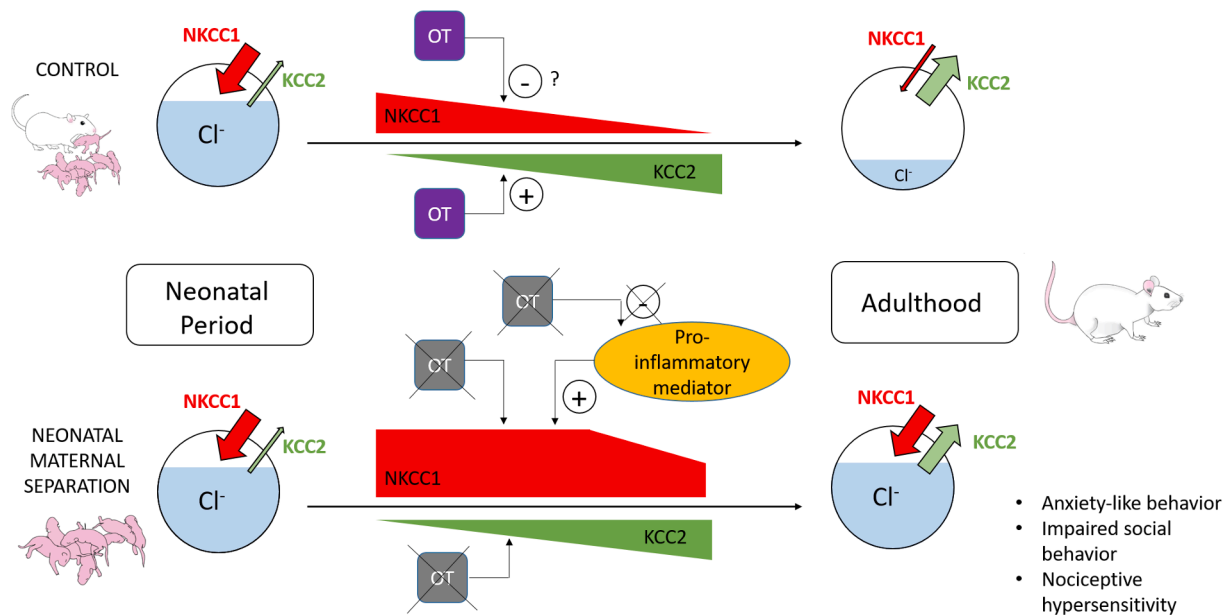 CONTROL
NKCC1
KCC2
Cl-
OT
- ?
NKCC1
KCC2
+
OT
NKCC1
KCC2
Cl-
Neonatal
Period
Adulthood
OT
-
OT
Pro-
inflammatory
mediator
+
NEONATAL
MATERNAL
SEPARATION
NKCC1
KCC2
Cl-
NKCC1
KCC2
OT
NKCC1
KCC2
Cl-
• Anxiety-like behavior
• Impaired social
behavior
• Nociceptive
hypersensitivity